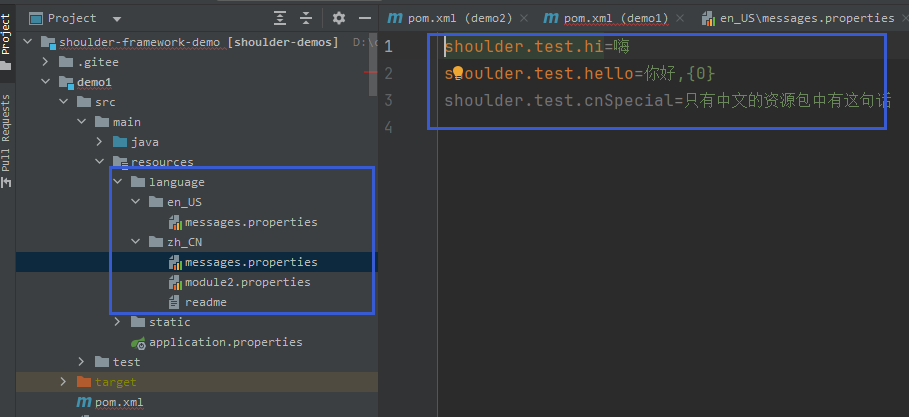 Project
pom.xml (demo2)
pom.xml (demo1)
en_US\messages.properties
Project
Pull Requests
shoulder-framework-demo [shoulder-demos]
.gitee
demo1
src
main
java
resources
language
en_US
messages.properties
zh_CN
messages.properties
module2.properties
readme
static
application.properties
test
target
pom.xml
1 shoulder.test.hi=嗨
2 shoulder.test.hello=你好,{0}
3 shoulder.test.cnSpecial=只有中文的资源包中有这句话
4